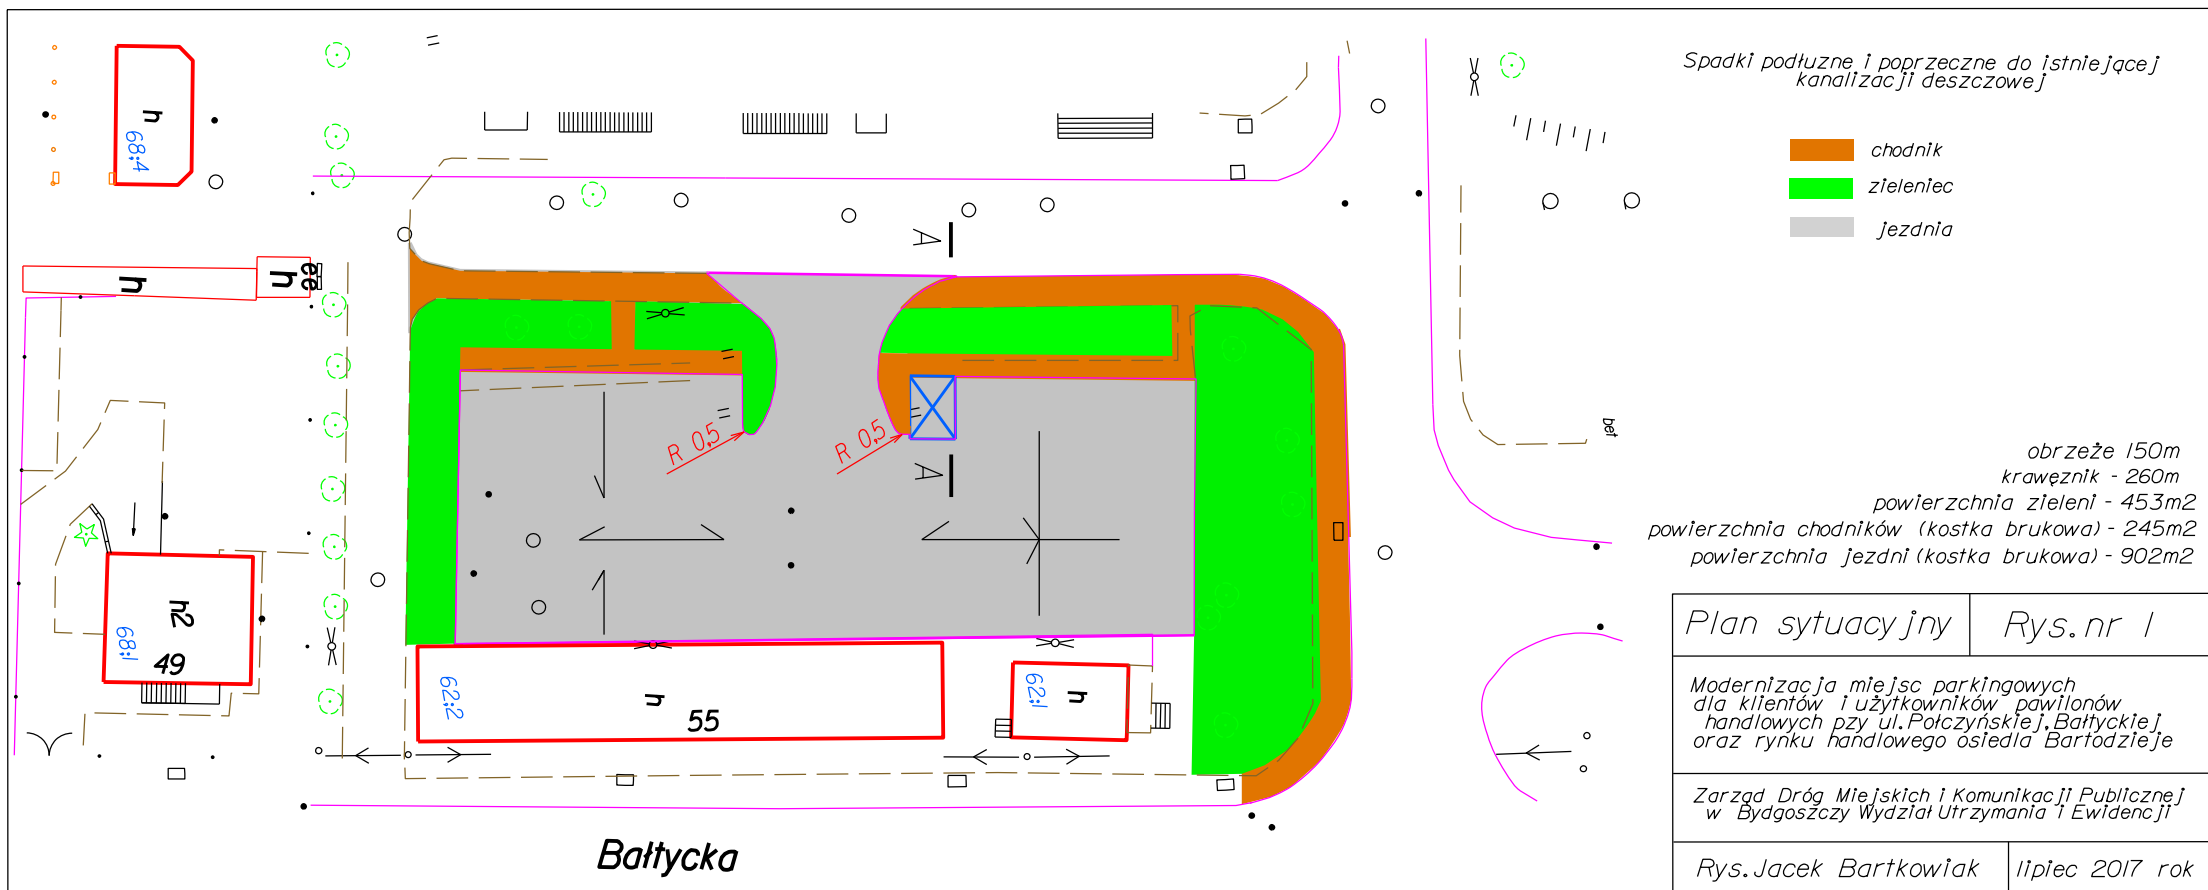 Spadki podłuzne i poprzeczne do istniejącej
kanalizacji deszczowej
chodnik
zieleniec
jezdnia
h
68:4
h
h
ee
A
A
R 0,5
R 0,5
bet
obrzeże 150m
krawęznik - 260m
powierzchnia zieleni - 453m2
powierzchnia chodników (kostka brukowa) - 245m2
powierzchnia jezdni (kostka brukowa) - 902m2
h2
68:1
49
62:2
h
55
62:1
h
Bałtycka
Plan sytuacyjny
Rys.nr 1
Modernizacja miejsc parkingowych
dla klientów i użytkowników pawilonów
handlowych pzy ul.Połczyńskiej,Bałtyckiej
oraz rynku handlowego osiedla Bartodzieje
Zarząd Dróg Miejskich i Komunikacji Publicznej
w Bydgoszczy Wydział Utrzymania i Ewidencji
Rys.Jacek Bartkowiak
lipiec 2017 rok